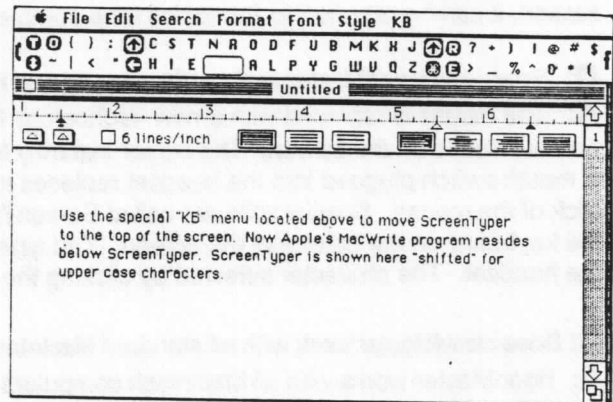 File Edit Search Format Font Style KB
{ } : C S T N A O D F U B M K X J ? + ) ! @ # $
~ | < " G H I E R L P Y G W V Q Z > _ % ^ & *
Untitled
1 2 3 4 5 6
6 lines/inch 1
Use the special 'KB' menu located above to move ScreenTyper
to the top of the screen. Now Apple's MacWrite program resides
below ScreenTyper. ScreenTyper is shown here "shifted" for
upper case characters.